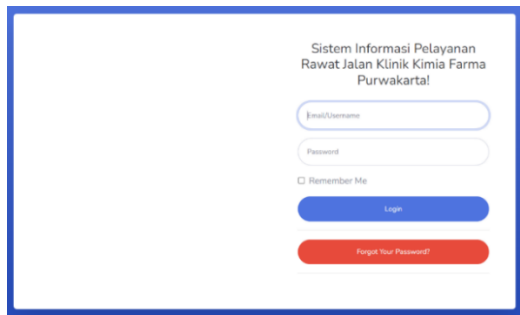 Sistem Informasi Pelayanan
Rawat Jalan Klinik Kimia Farma
Purwakarta!
Email/Username
Password
Remember Me
Login
Forgot Your Password?